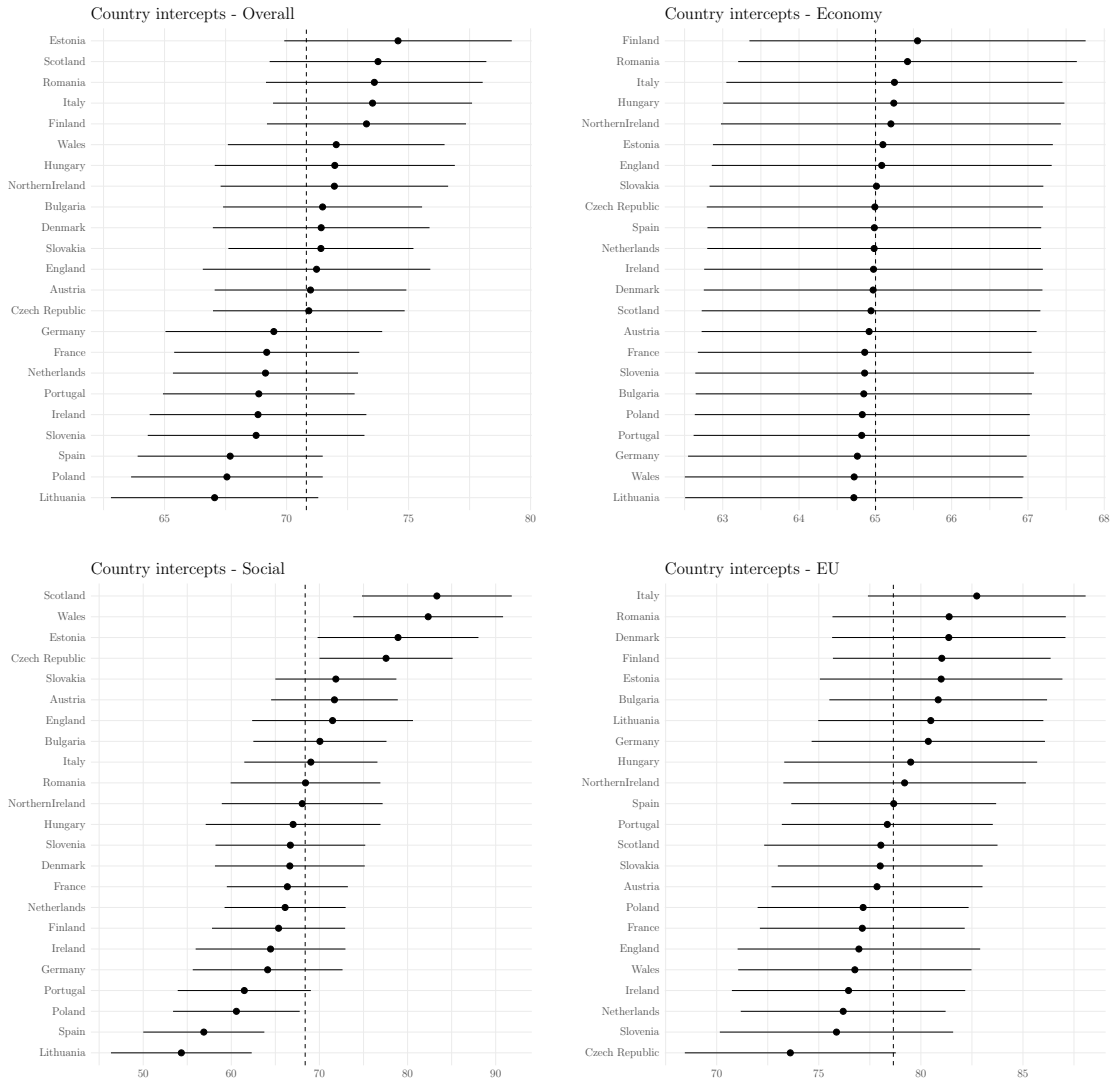 Country intercepts - Overall
Estonia
Scotland
Romania
Italy
Finland
Wales
Hungary
NorthernIreland
Bulgaria
Denmark
Slovakia
England
Austria
Czech Republic
Germany
France
Netherlands
Portugal
Ireland
Slovenia
Spain
Poland
Lithuania
65 70 75 80
Country intercepts - Economy
Finland
Romania
Italy
Hungary
NorthernIreland
Estonia
England
Slovakia
Czech Republic
Spain
Netherlands
Ireland
Denmark
Scotland
Austria
France
Slovenia
Bulgaria
Poland
Portugal
Germany
Wales
Lithuania
63 64 65 66 67 68
Country intercepts - Social
Scotland
Wales
Estonia
Czech Republic
Slovakia
Austria
England
Bulgaria
Italy
Romania
NorthernIreland
Hungary
Slovenia
Denmark
France
Netherlands
Finland
Ireland
Germany
Portugal
Poland
Spain
Lithuania
50 60 70 80 90
Country intercepts - EU
Italy
Romania
Denmark
Finland
Estonia
Bulgaria
Lithuania
Germany
Hungary
NorthernIreland
Spain
Portugal
Scotland
Slovakia
Austria
Poland
France
England
Wales
Ireland
Netherlands
Slovenia
Czech Republic
70 75 80 85